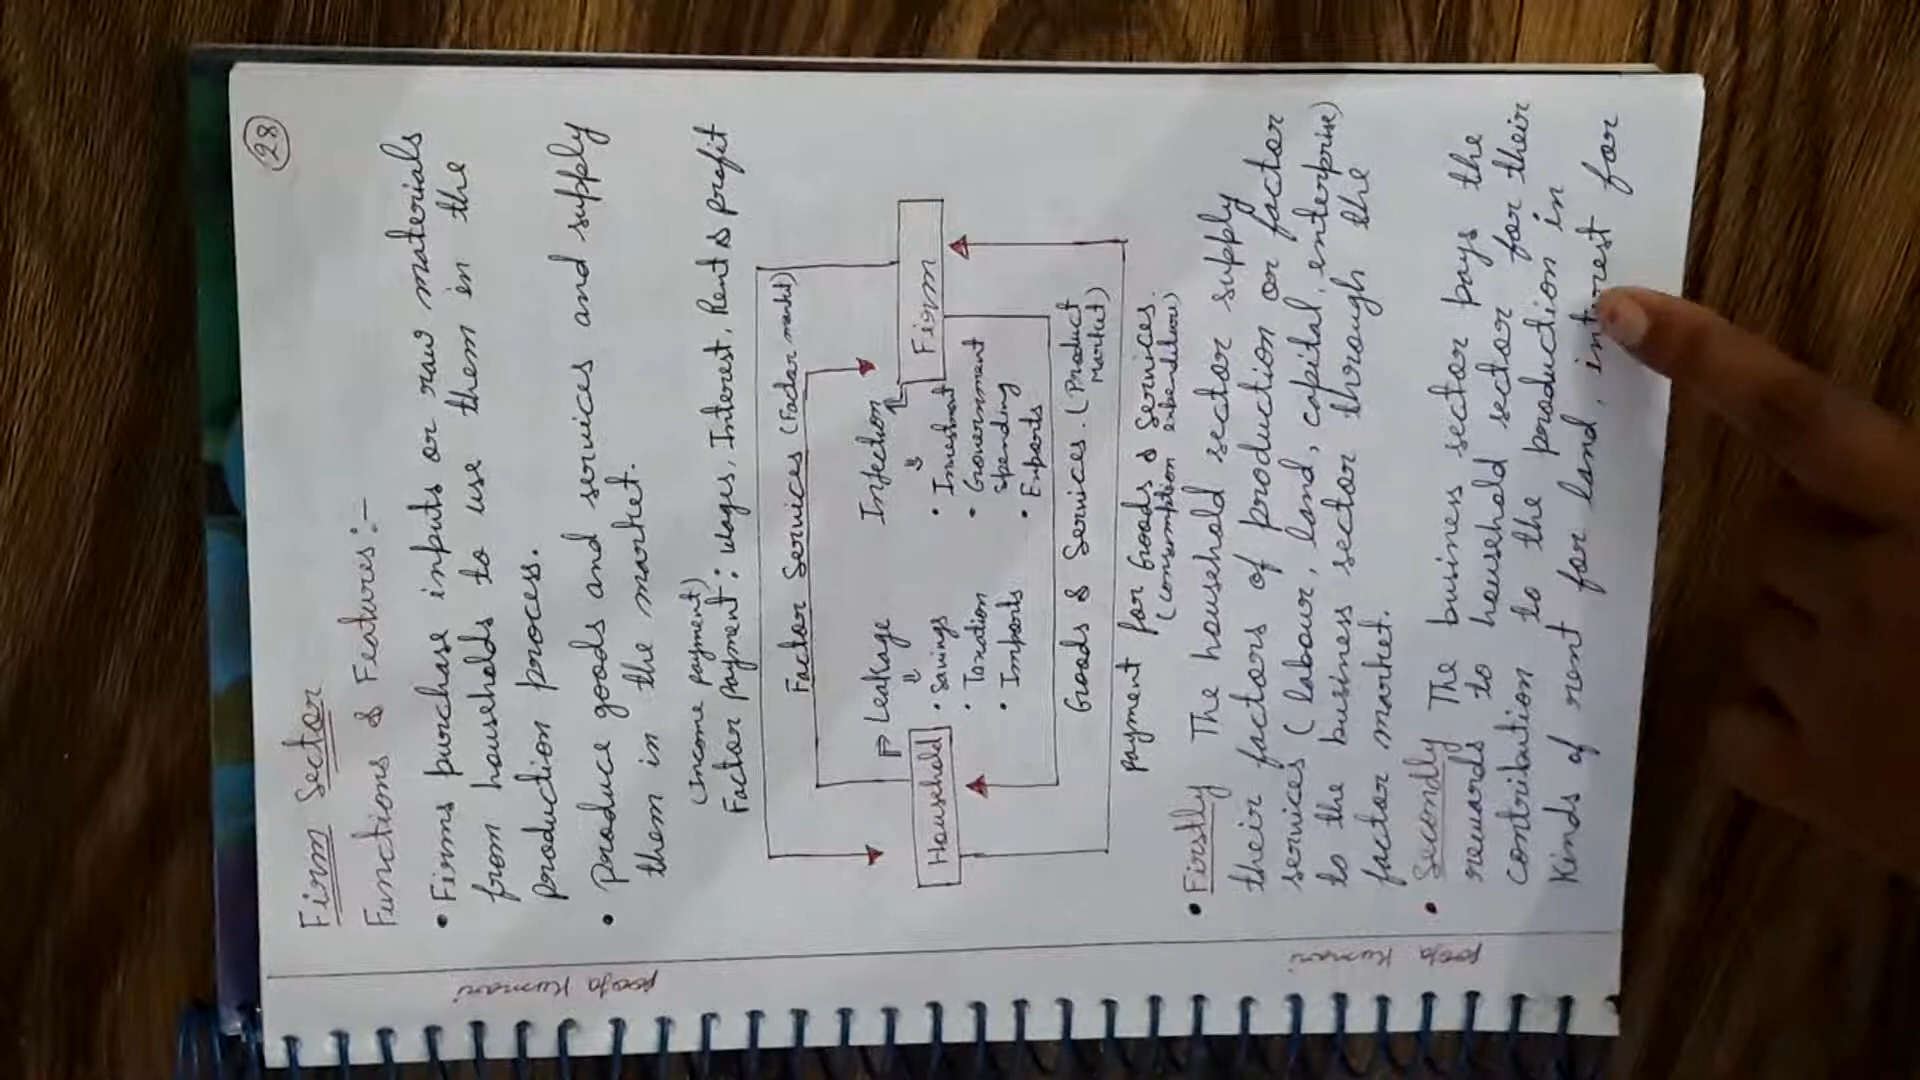 28
Firm Sector
Functions & Features:-
• Firms purchase inputs or raw materials
from households to use them in the
production process.
• Produce goods and services and supply
them in the market.
(Income payment)
Factor Payment: Wages, Interest, Rent & Profit
Factor Services (Factor market)
Leakage
Injection
• Savings
• Taxation
• Imports
• Investment
• Government
Spending
• Exports
Household
Firm
Goods & Services. (Product
market)
Payment for Goods & Services.
(consumption expenditure)
• Firstly The household sector supply
their factors of production or factor
services (labour, land, capital, enterprise)
to the business sector through the
factor market.
• Secondly The business sector pays the
rewards to household sector for their
contribution to the production in
kinds of rent for land, interest for
Pooja Kumari
Pooja Kumari